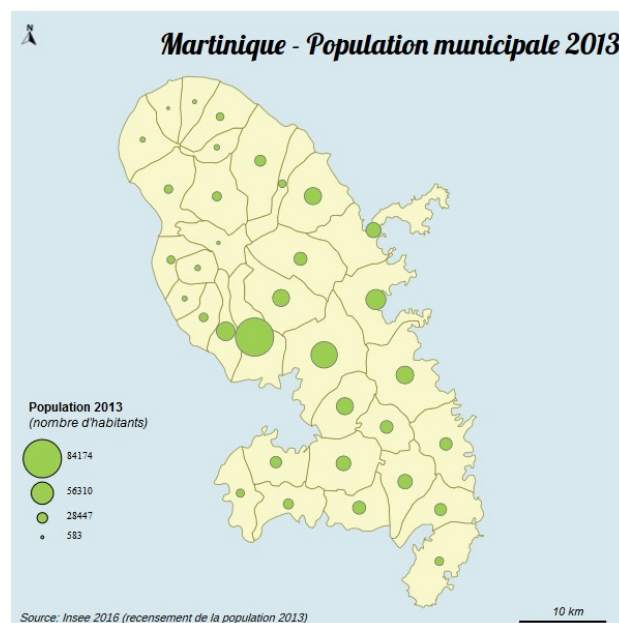 N
Martinique - Population municipale 2013
Population 2013
(nombre d'habitants)
84174
56310
28447
583
Source: Insee 2016 (recensement de la population 2013)
10 km